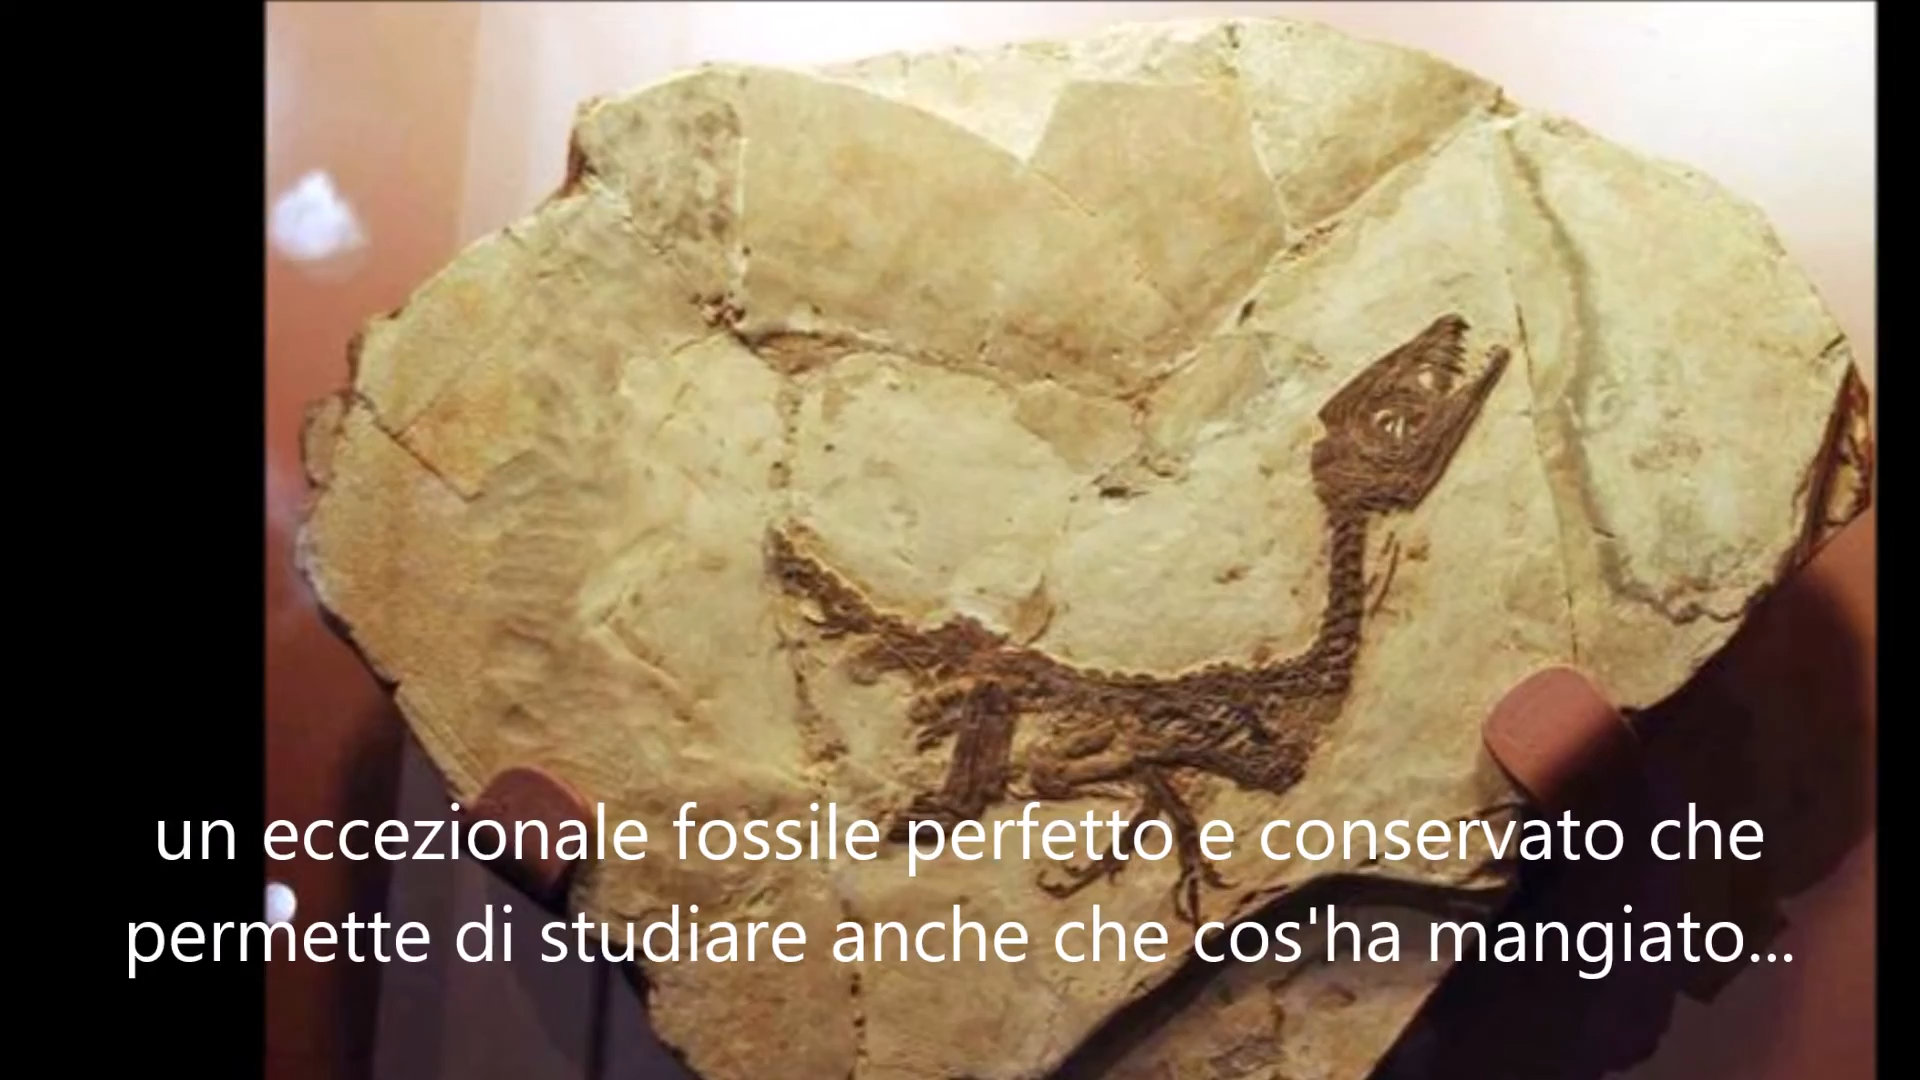 un eccezionale fossile perfetto e conservato che
permette di studiare anche che cos'ha mangiato...